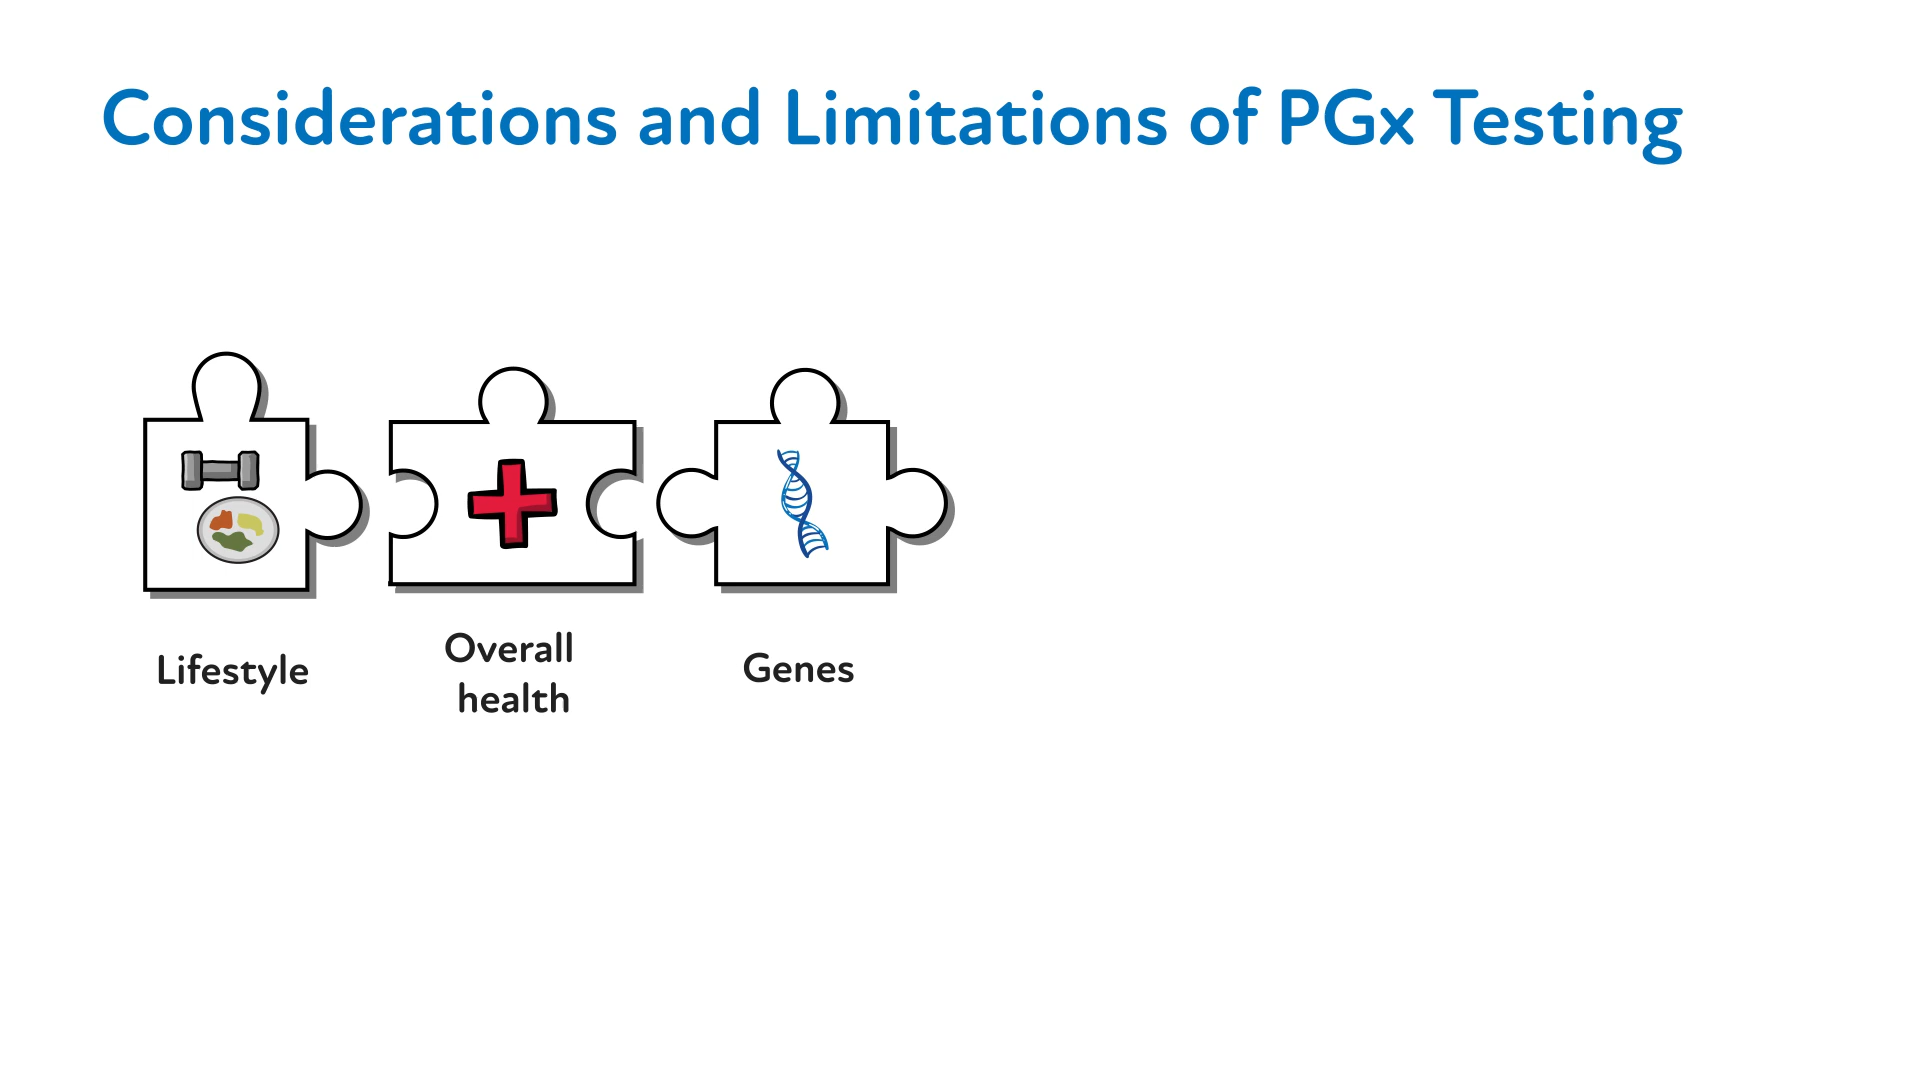 Considerations and Limitations of PGx Testing
Lifestyle
Overall
health
Genes